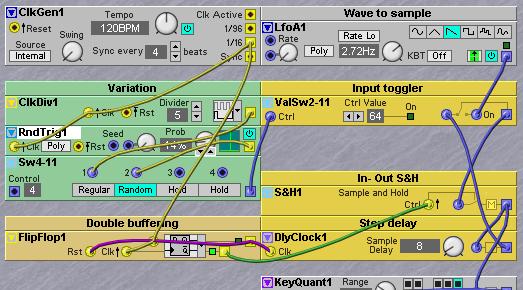 ClkGen1
Reset
Source
Internal
Swing
Tempo
120BPM
Sync every 4 beats
Clk Active
1/96
1/16
Sync
Wave to sample
LfoA1
Rate
Poly
Rate Lo
2.72Hz
KBT Off
Variation
ClkDiv1
Clk
Rst
Divider
5
RndTrig1
Clk
Poly
Seed
Prob
14%
Sw4-11
Control
4
1
2
3
4
Regular
Random
Hold
Hold
Input toggler
ValSw2-11
Ctrl
Ctrl Value
64
On
On
In- Out S&H
S&H1
Sample and Hold
Ctrl
M
Double buffering
FlipFlop1
Rst
Clk
Step delay
DlyClock1
Clk
Sample
Delay
8
M
KeyQuant1
Range